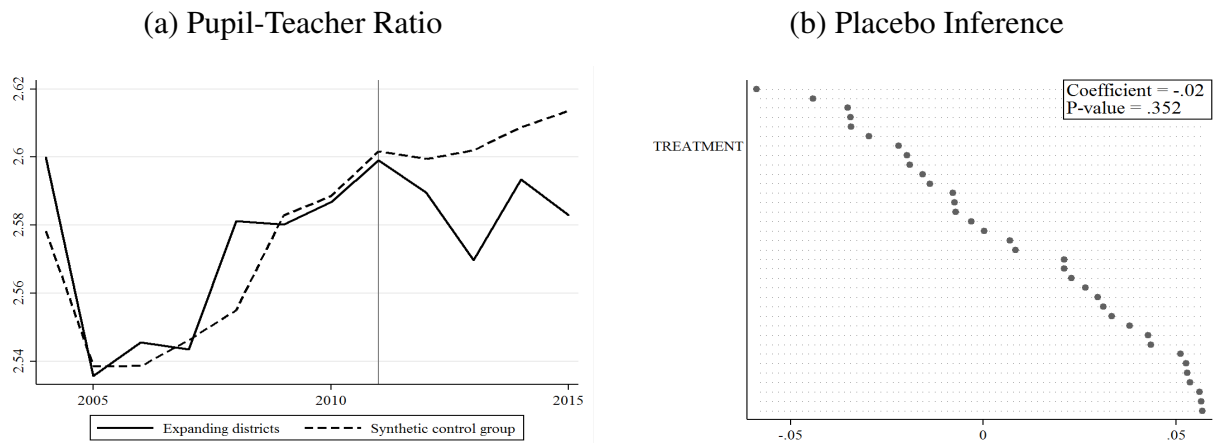 (a) Pupil-Teacher Ratio
(b) Placebo Inference
2.62
2.6
2.58
2.56
2.54
2005
2010
2015
Expanding districts
Synthetic control group
Coefficient = -.02
P-value = .352
TREATMENT
-.05
0
.05